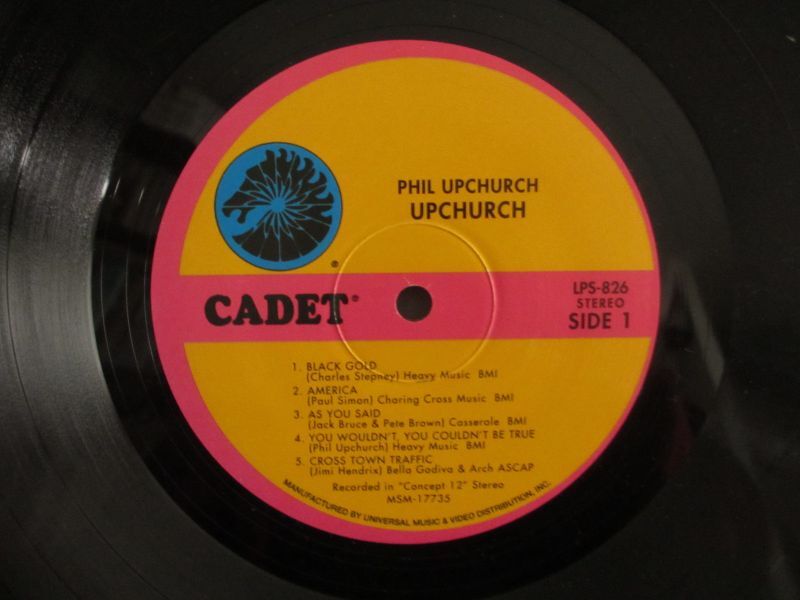 PHIL UPCHURCH
UPCHURCH
®
CADET®
LPS-826
STEREO
SIDE 1
1. BLACK GOLD
(Charles Stepney) Heavy Music BMI
2. AMERICA
(Paul Simon) Charing Cross Music BMI
3. AS YOU SAID
(Jack Bruce & Pete Brown) Casserole BMI
4. YOU WOULDN'T, YOU COULDN'T BE TRUE
(Phil Upchurch) Heavy Music BMI
5. CROSS TOWN TRAFFIC
(Jimi Hendrix) Bella Godiva & Arch ASCAP
Recorded in "Concept 12" Stereo
MSM-17735
MANUFACTURED BY UNIVERSAL MUSIC & VIDEO DISTRIBUTION, INC.